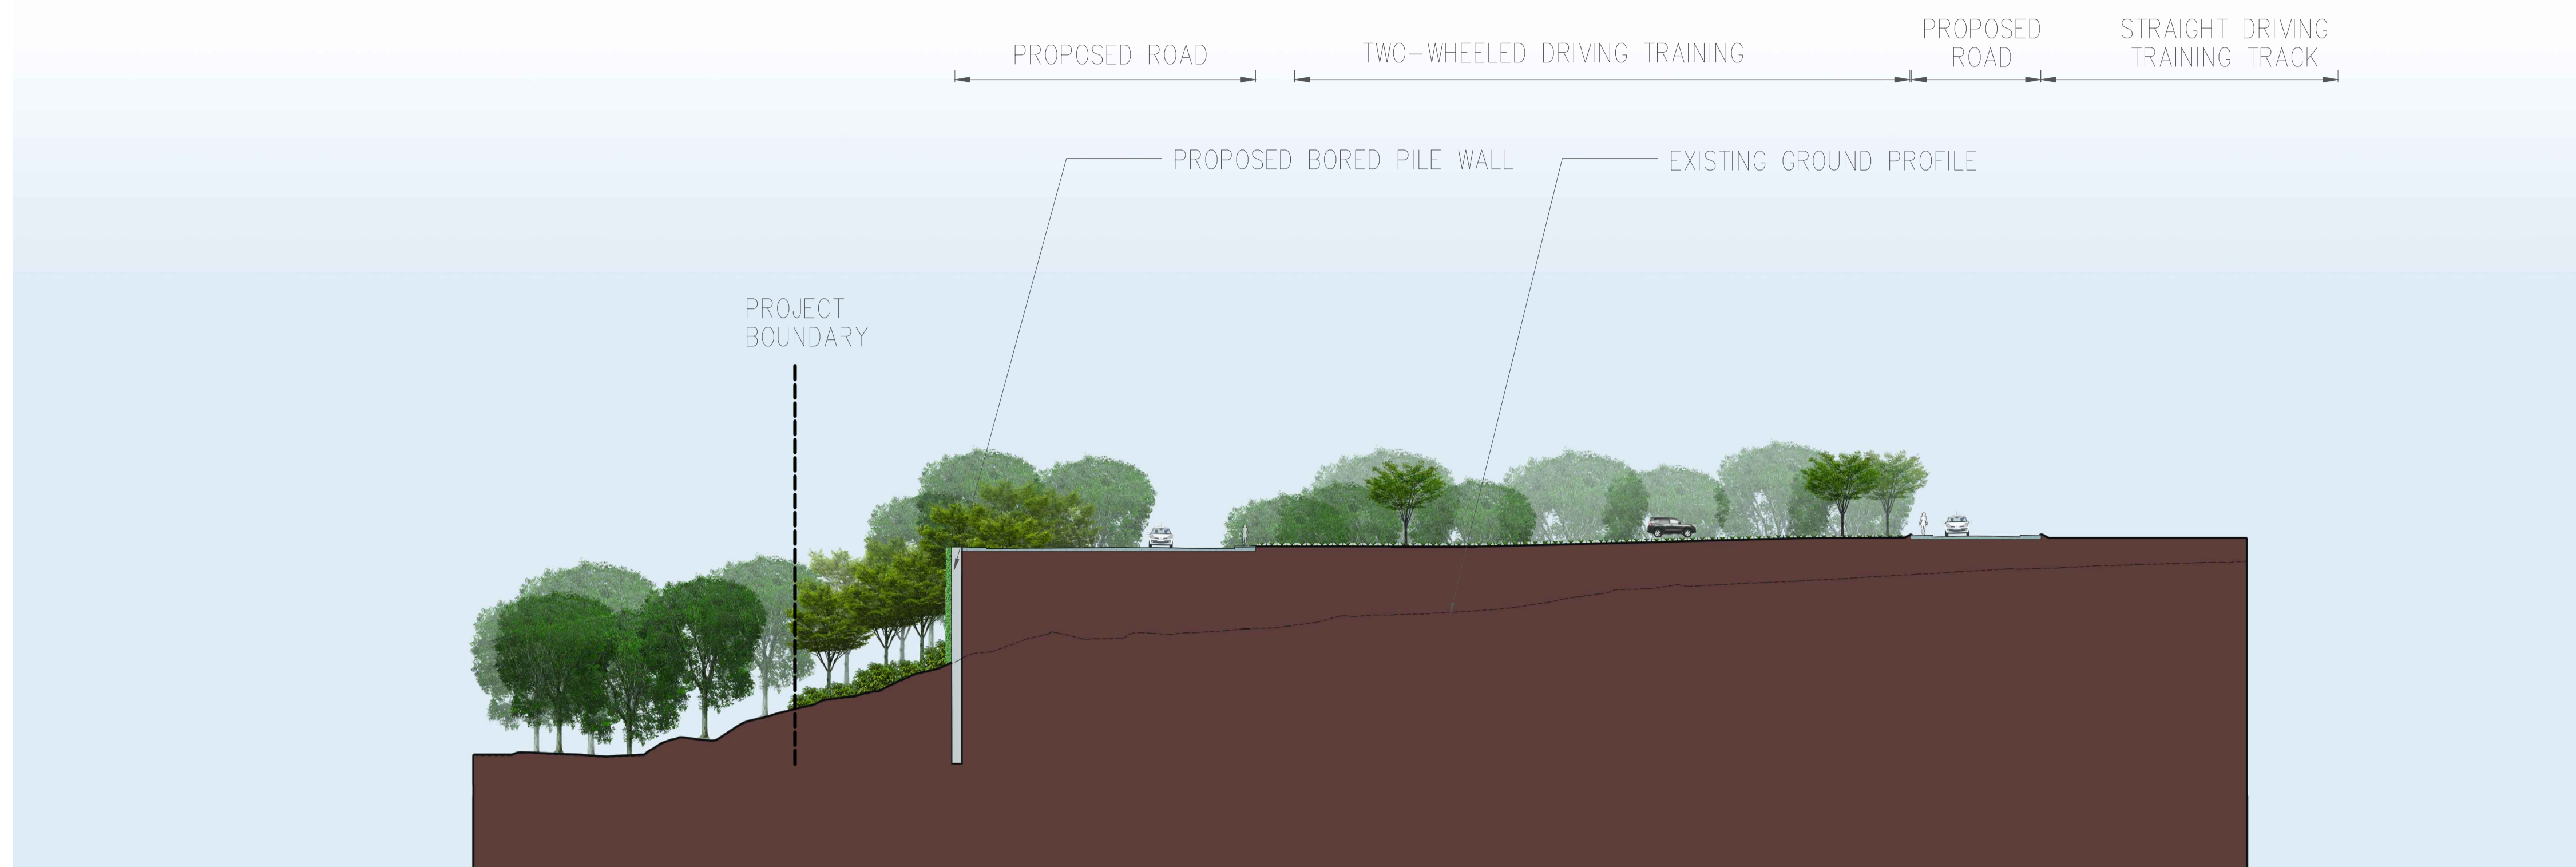 PROPOSED ROAD
TWO-WHEELED DRIVING TRAINING
PROPOSED
ROAD
STRAIGHT DRIVING
TRAINING TRACK
PROPOSED BORED PILE WALL
EXISTING GROUND PROFILE
PROJECT
BOUNDARY